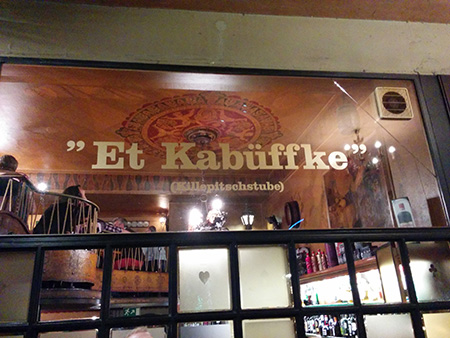 ”Et Kabüffke”
(Killepitschstube)